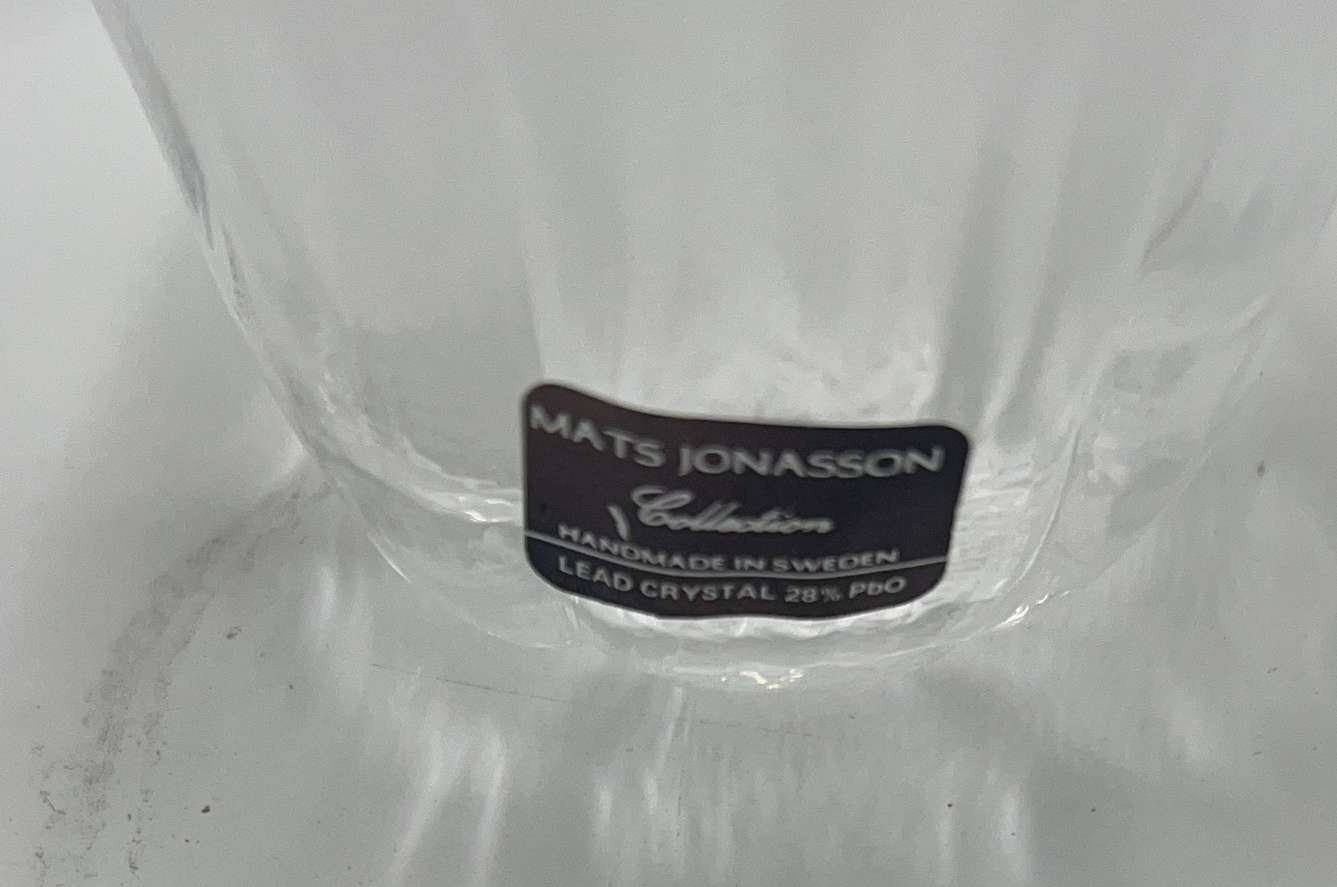 MATS JONASSON
Collection
HANDMADE IN SWEDEN
LEAD CRYSTAL 28% PbO